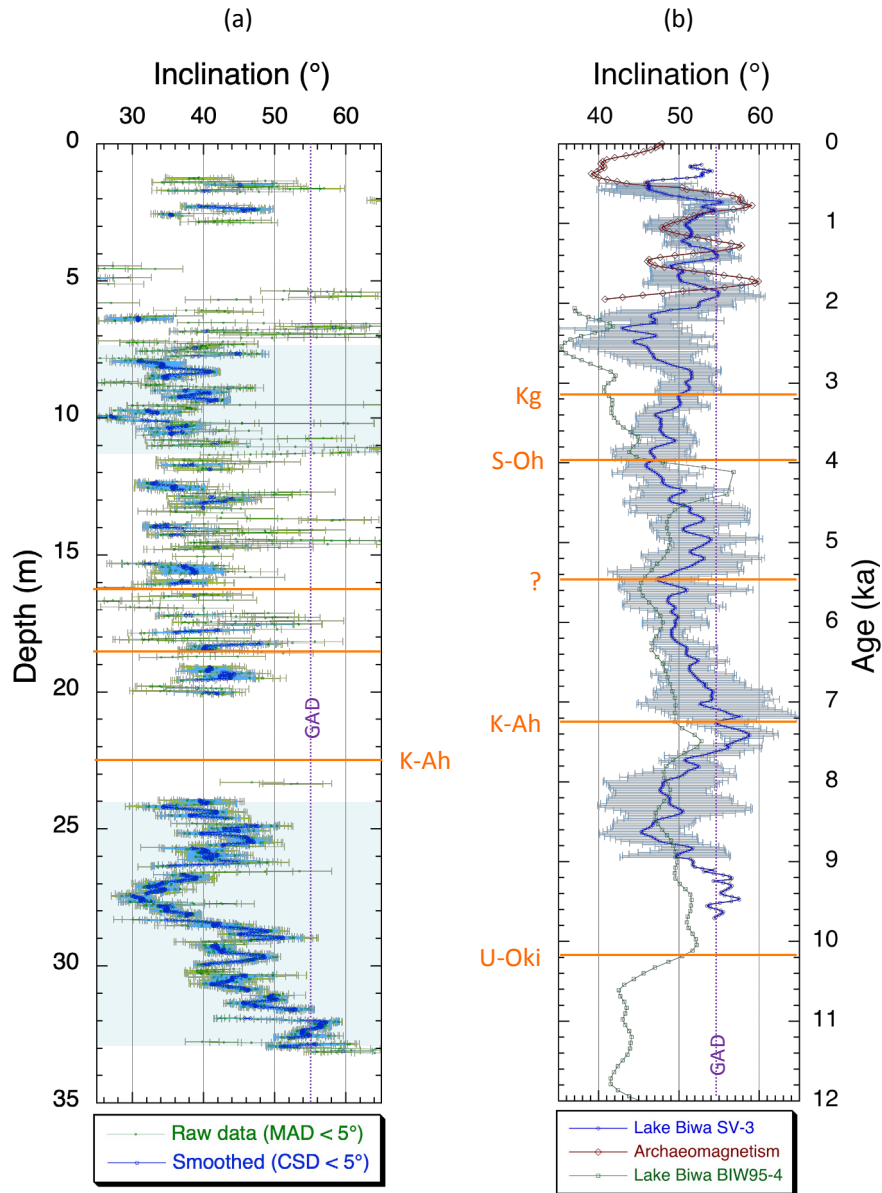 (a)
(b)
Inclination (°)
Inclination (°)
30 40 50 60
40 50 60
0
5
10
15
20
25
30
35
Depth (m)
GAD
K-Ah
Raw data (MAD < 5°)
Smoothed (CSD < 5°)
0
1
2
3
4
5
6
7
8
9
10
11
12
Age (ka)
Kg
S-Oh
?
K-Ah
U-Oki
GAD
Lake Biwa SV-3
Archaeomagnetism
Lake Biwa BIW95-4